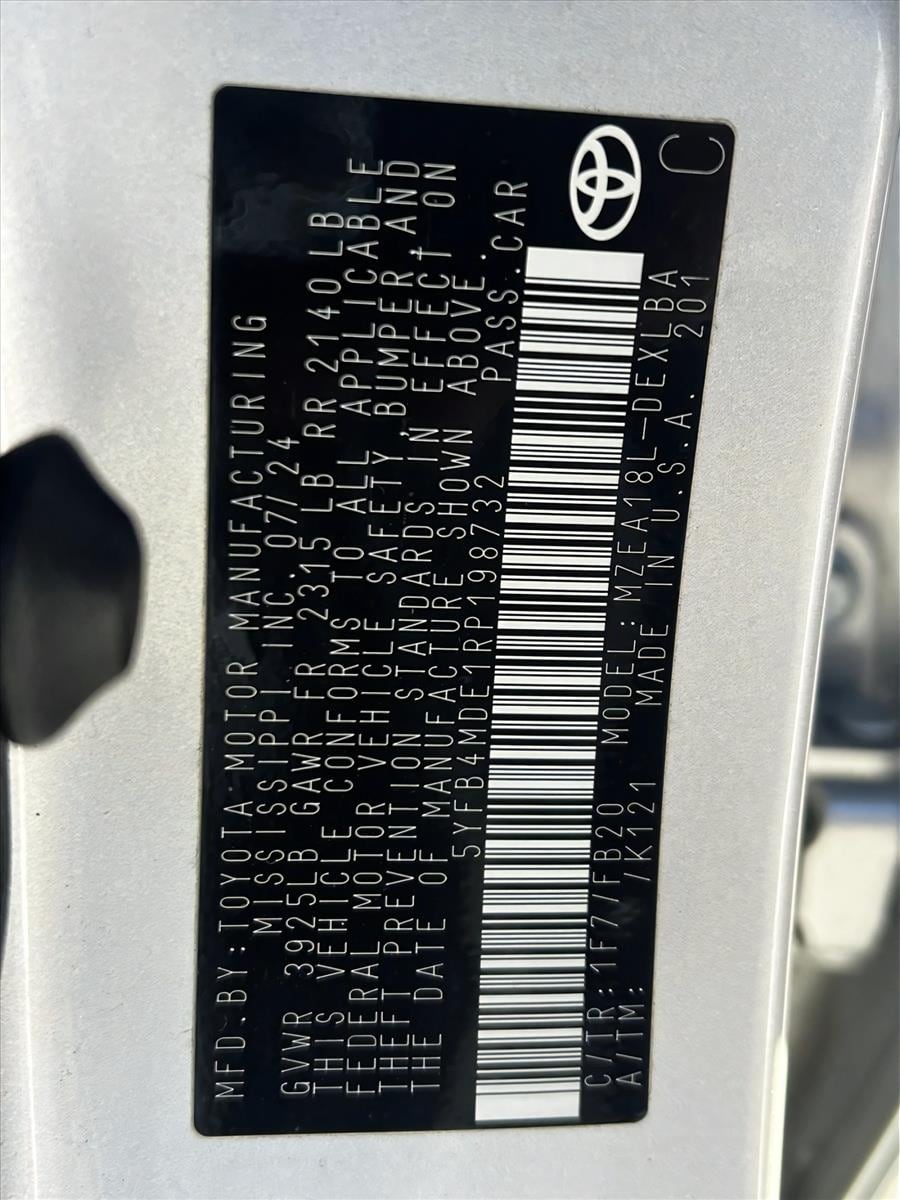 MFD.BY:TOYOTA MOTOR MANUFACTURING
MISSISSIPPI INC. 07/24
GVWR 3925LB GAWR FR 2315 LB RR 2140LB
THIS VEHICLE CONFORMS TO ALL APPLICABLE
FEDERAL MOTOR VEHICLE SAFETY, BUMPER, AND
THEFT PREVENTION STANDARDS IN EFFECT ON
THE DATE OF MANUFACTURE SHOWN ABOVE.
5YFB4MDE1RP198732 PASS.CAR
C/TR:1F7/FB20 MODEL:MZEA18L-DEXLBA
A/TM: /K121 MADE IN U.S.A. 201
C